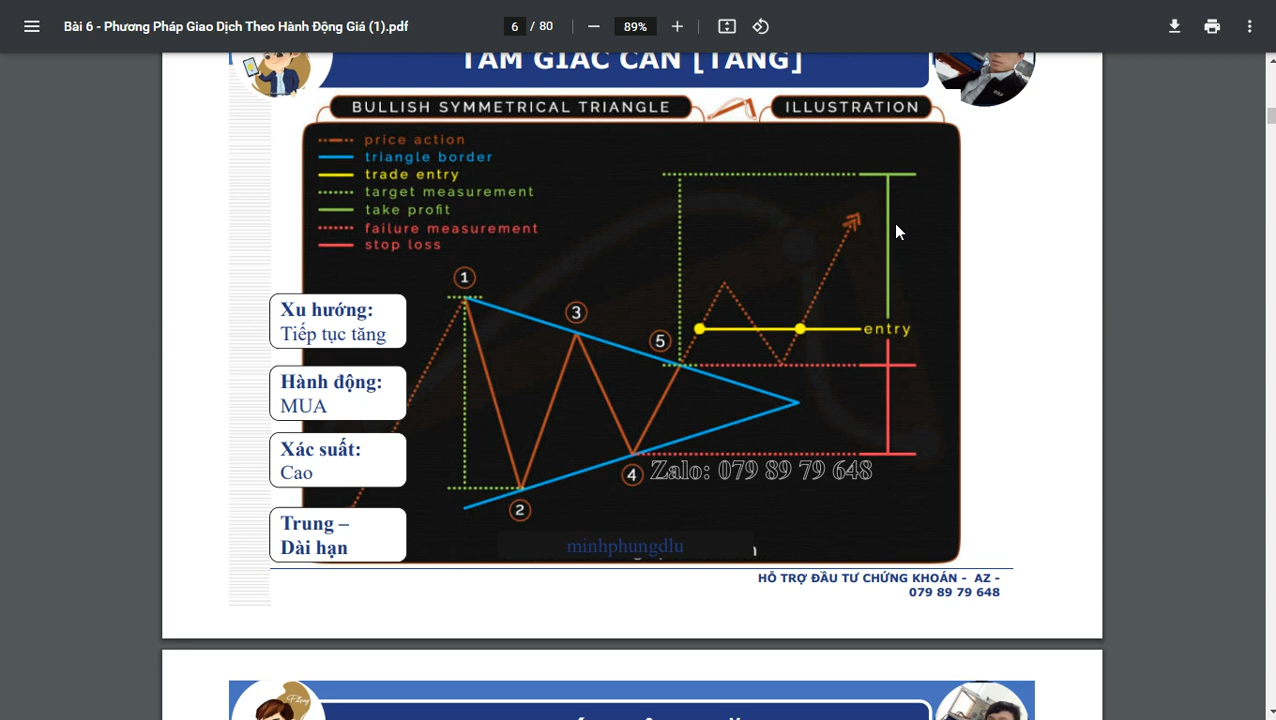 Bài 6 - Phương Pháp Giao Dịch Theo Hành Động Giá (1).pdf
6 / 80
89%
TAM GIÁC CÂN [TĂNG]
BULLISH SYMMETRICAL TRIANGLE
ILLUSTRATION
price action
triangle border
trade entry
target measurement
take profit
failure measurement
stop loss
1
3
5
entry
Xu hướng:
Tiếp tục tăng
Hành động:
MUA
Xác suất:
Cao
4
Zalo: 079 89 79 648
2
Trung –
Dài hạn
minhphungdlu
HỖ TRỢ ĐẦU TƯ CHỨNG KHOÁN - AZ -
079 89 79 648